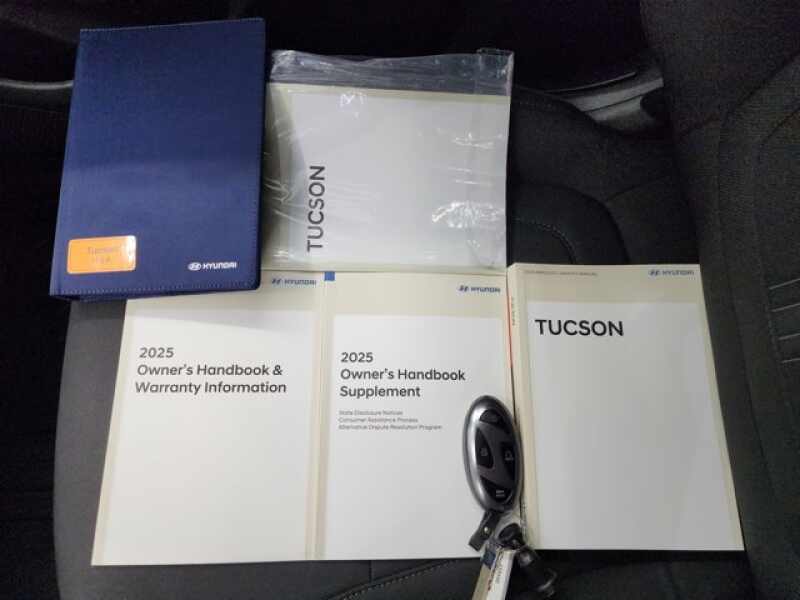 Tucson
HYUNDAI
TUCSON
HYUNDAI
2025
Owner's Handbook &
Warranty Information
HYUNDAI
2025
Owner's Handbook
Supplement
State Disclosure Notices
Consumer Assistance Process
Alternative Dispute Resolution Program
HYUNDAI
TUCSON